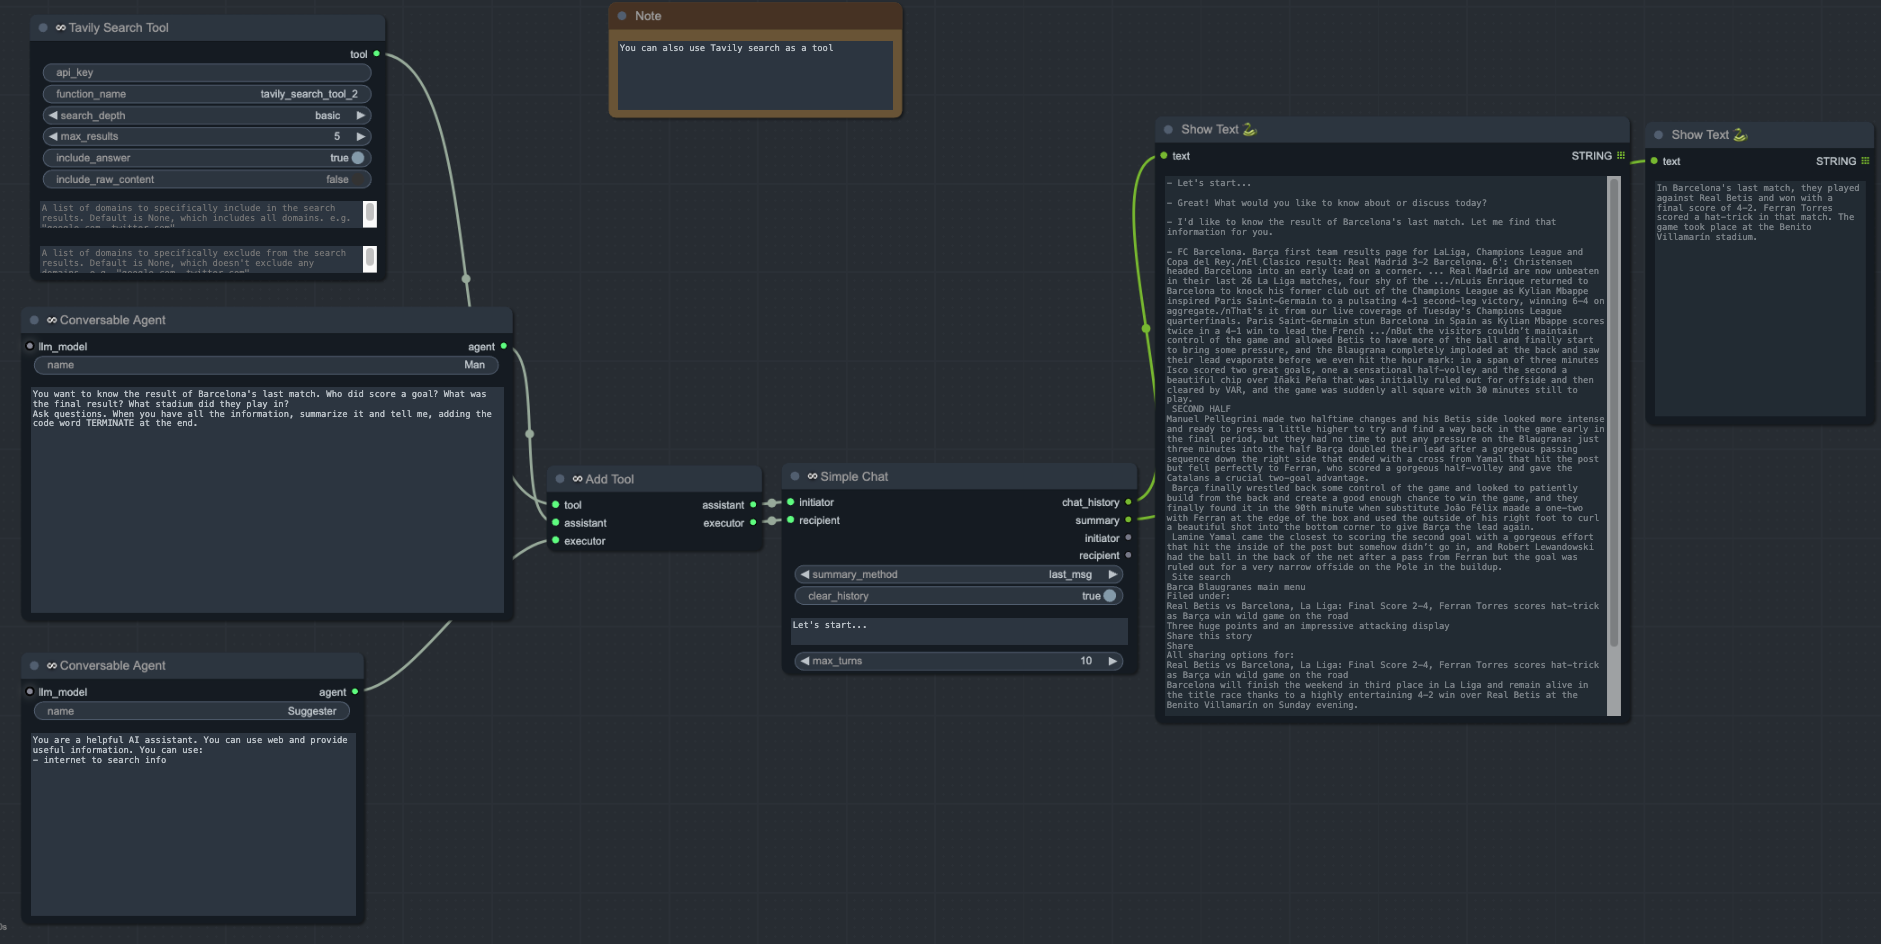 ∞ Tavily Search Tool
tool
api_key
function_name tavily_search_tool_2
search_depth basic
max_results 5
include_answer true
include_raw_content false
A list of domains to specifically include in the search
results. Default is None, which includes all domains. e.g.
"google.com, twitter.com"
A list of domains to specifically exclude from the search
results. Default is None, which doesn't exclude any
domains. e.g. "google.com, twitter.com"
Note
You can also use Tavily search as a tool
∞ Conversable Agent
llm_model agent
name Man
You want to know the result of Barcelona's last match. Who did score a goal? What was
the final result? What stadium did they play in?
Ask questions. When you have all the information, summarize it and tell me, adding the
code word TERMINATE at the end.
∞ Conversable Agent
llm_model agent
name Suggester
You are a helpful AI assistant. You can use web and provide
useful information. You can use:
- internet to search info
∞ Add Tool
tool assistant
assistant executor
executor
∞ Simple Chat
initiator chat_history
recipient summary
initiator
recipient
summary_method last_msg
clear_history true
Let's start...
max_turns 10
Show Text
text STRING
- Let's start...
- Great! What would you like to know about or discuss today?
- I'd like to know the result of Barcelona's last match. Let me find that
information for you.
- FC Barcelona. Barça first team results page for LaLiga, Champions League and
Copa del Rey./nEl Clasico result: Real Madrid 3-2 Barcelona. 6': Christensen
headed Barcelona into an early lead on a corner. ... Real Madrid are now unbeaten
in their last 26 La Liga matches, four shy of the .../nLuis Enrique returned to
Barcelona to knock his former club out of the Champions League as Kylian Mbappe
inspired Paris Saint-Germain to a pulsating 4-1 second-leg victory, winning 6-4 on
aggregate./nThat's it from our live coverage of Tuesday's Champions League
quarterfinals. Paris Saint-Germain stun Barcelona in Spain as Kylian Mbappe scores
twice in a 4-1 win to lead the French .../nBut the visitors couldn't maintain
control of the game and allowed Betis to have more of the ball and finally start
to bring some pressure, and the Blaugrana completely imploded at the back and saw
their lead evaporate before we even hit the hour mark: in a span of three minutes
Isco scored two great goals, one a sensational half-volley and the second a
beautiful chip over Iñaki Peña that was initially ruled out for offside and then
cleared by VAR, and the game was suddenly all square with 30 minutes still to
play.
SECOND HALF
Manuel Pellegrini made two halftime changes and his Betis side looked more intense
and ready to press a little higher to try and find a way back in the game early in
the final period, but they had no time to put any pressure on the Blaugrana: just
three minutes into the half Barça doubled their lead after a gorgeous passing
sequence down the right side that ended with a cross from Yamal that hit the post
but fell perfectly to Ferran, who scored a gorgeous half-volley and gave the
Catalans a crucial two-goal advantage.
Barça finally wrestled back some control of the game and looked to patiently
build from the back and create a good enough chance to win the game, and they
finally found it in the 90th minute when substitute João Félix maade a one-two
with Ferran at the edge of the box and used the outside of his right foot to curl
a beautiful shot into the bottom corner to give Barça the lead again.
Lamine Yamal came the closest to scoring the second goal with a gorgeous effort
that hit the inside of the post but somehow didn't go in, and Robert Lewandowski
had the ball in the back of the net after a pass from Ferran but the goal was
ruled out for a very narrow offside on the Pole in the buildup.
Site search
Barca Blaugranes main menu
Filed under:
Real Betis vs Barcelona, La Liga: Final Score 2-4, Ferran Torres scores hat-trick
as Barça win wild game on the road
Three huge points and an impressive attacking display
Share this story
Share
All sharing options for:
Real Betis vs Barcelona, La Liga: Final Score 2-4, Ferran Torres scores hat-trick
as Barça win wild game on the road
Barcelona will finish the weekend in third place in La Liga and remain alive in
the title race thanks to a highly entertaining 4-2 win over Real Betis at the
Benito Villamarín on Sunday evening.
Show Text
text STRING
In Barcelona's last match, they played
against Real Betis and won with a
final score of 4-2. Ferran Torres
scored a hat-trick in that match. The
game took place at the Benito
Villamarín stadium.